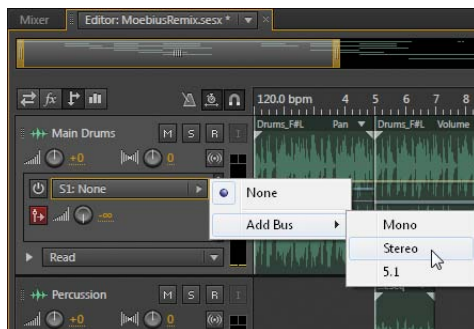 Mixer Editor: MoebiusRemix.sesx *
fx 120.0 bpm 4 5 6 7 8
Main Drums M S R I
Drums_F#L Pan Drums_F#L Volume
+0 0
S1: None
None
-∞
Add Bus
Mono
Stereo
5.1
Read
Percussion M S R I
+0 0